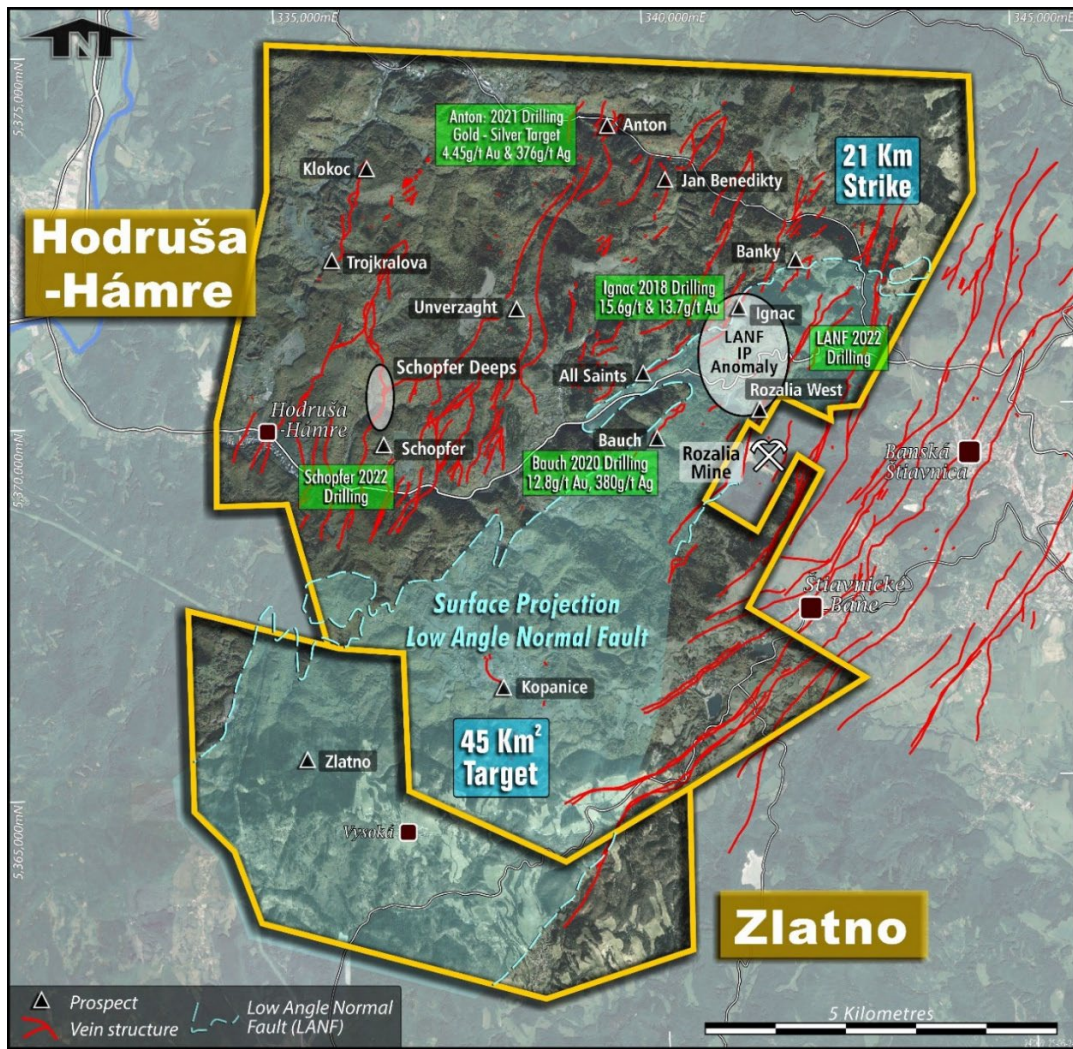 335,000mE
340,000mE
345,000mE
N
5,375,000mN
Anton: 2021 Drilling
Gold - Silver Target
4.45g/t Au & 376g/t Ag
Anton
21 Km
Strike
Klokoc
Jan Benedikty
Hodruša
-Hámre
Trojkralova
Banky
Ignac 2018 Drilling
15.6g/t & 13.7g/t Au
Unverzaght
Ignac
LANF
IP
Anomaly
LANF 2022
Drilling
Schopfer Deeps
All Saints
Rozalia West
Hodruša
-Hámre
Schopfer
Bauch
Rozalia
Mine
Banská
Štiavnica
5,370,000mN
Schopfer 2022
Drilling
Bauch 2020 Drilling
12.8g/t Au, 380g/t Ag
Štiavnické
Bane
Surface Projection
Low Angle Normal Fault
Kopanice
45 Km²
Target
Zlatno
Vysoká
5,365,000mN
Zlatno
Prospect
Vein structure
Low Angle Normal
Fault (LANF)
5 Kilometres